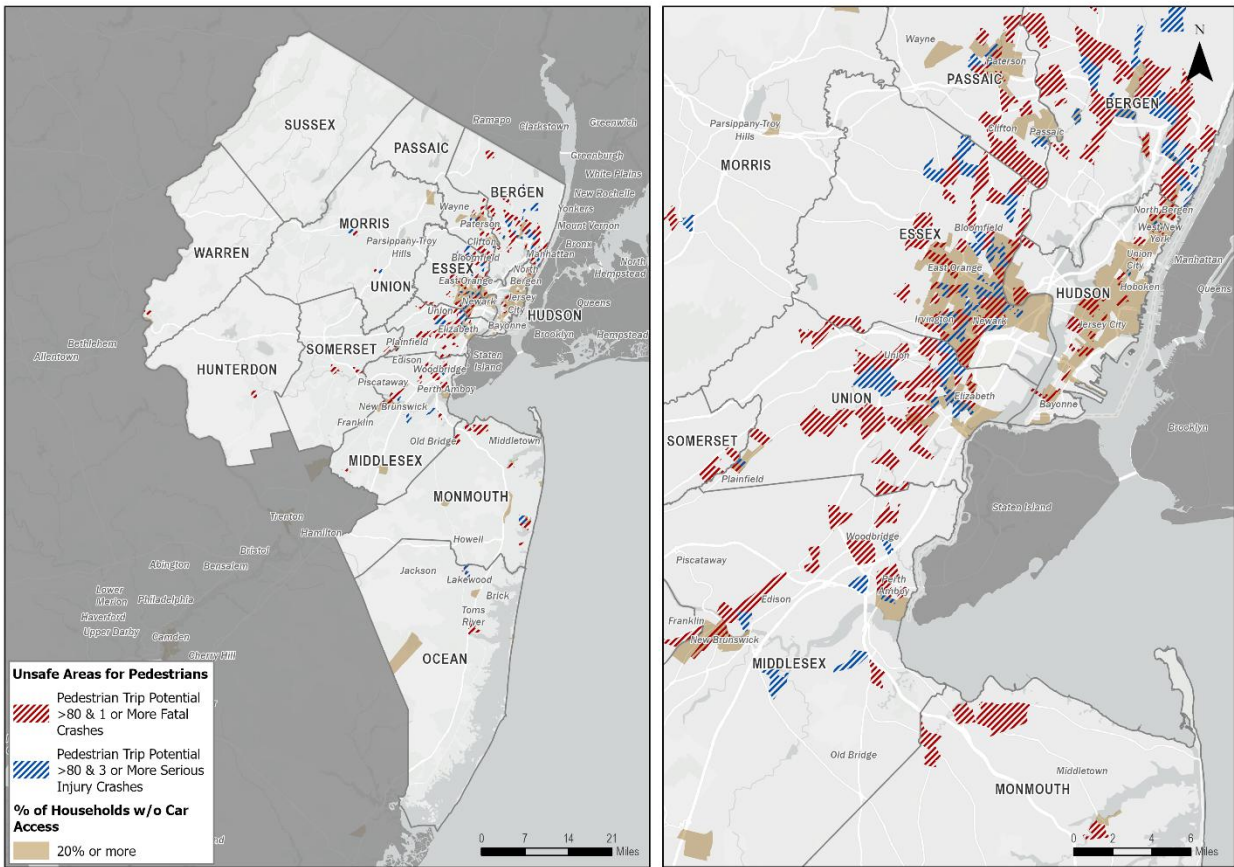 Ramapo
Clarkstown
Greenwich
SUSSEX
PASSAIC
Greenburgh
White Plains
BERGEN
New Rochelle
Wayne
Yonkers
MORRIS
Paterson
Mount Vernon
WARREN
Parsippany-Troy
Hills
Clifton
Bronx
Bloomfield
Manhattan
ESSEX
North
Hempstead
East Orange
North
Bergen
UNION
Newark
Jersey
City
Queens
Union
HUDSON
Bethlehem
Elizabeth
Bayonne
Brooklyn
Hempstead
Allentown
SOMERSET
Plainfield
Staten
Island
HUNTERDON
Edison
Woodbridge
Piscataway
Perth Amboy
New Brunswick
Franklin
Old Bridge
Middletown
MIDDLESEX
MONMOUTH
Trenton
Hamilton
Howell
Bristol
Abington
Bensalem
Jackson
Lakewood
Lower
Merion
Philadelphia
Brick
Haverford
Toms
River
Upper Darby
Camden
Cherry Hill
OCEAN
Unsafe Areas for Pedestrians
Pedestrian Trip Potential
>80 & 1 or More Fatal
Crashes
Pedestrian Trip Potential
>80 & 3 or More Serious
Injury Crashes
% of Households w/o Car
Access
20% or more
0 7 14 21
Miles
N
Wayne
Paterson
PASSAIC
BERGEN
Parsippany-Troy
Hills
Clifton
Passaic
MORRIS
North Bergen
West New
York
ESSEX
Bloomfield
Union
City
Manhattan
East Orange
Hoboken
HUDSON
Queens
Irvington
Newark
Jersey City
Union
Elizabeth
Bayonne
UNION
Brooklyn
SOMERSET
Plainfield
Staten Island
Woodbridge
Piscataway
Perth
Amboy
Edison
Franklin
New Brunswick
MIDDLESEX
Old Bridge
Middletown
MONMOUTH
0 2 4 6
Miles